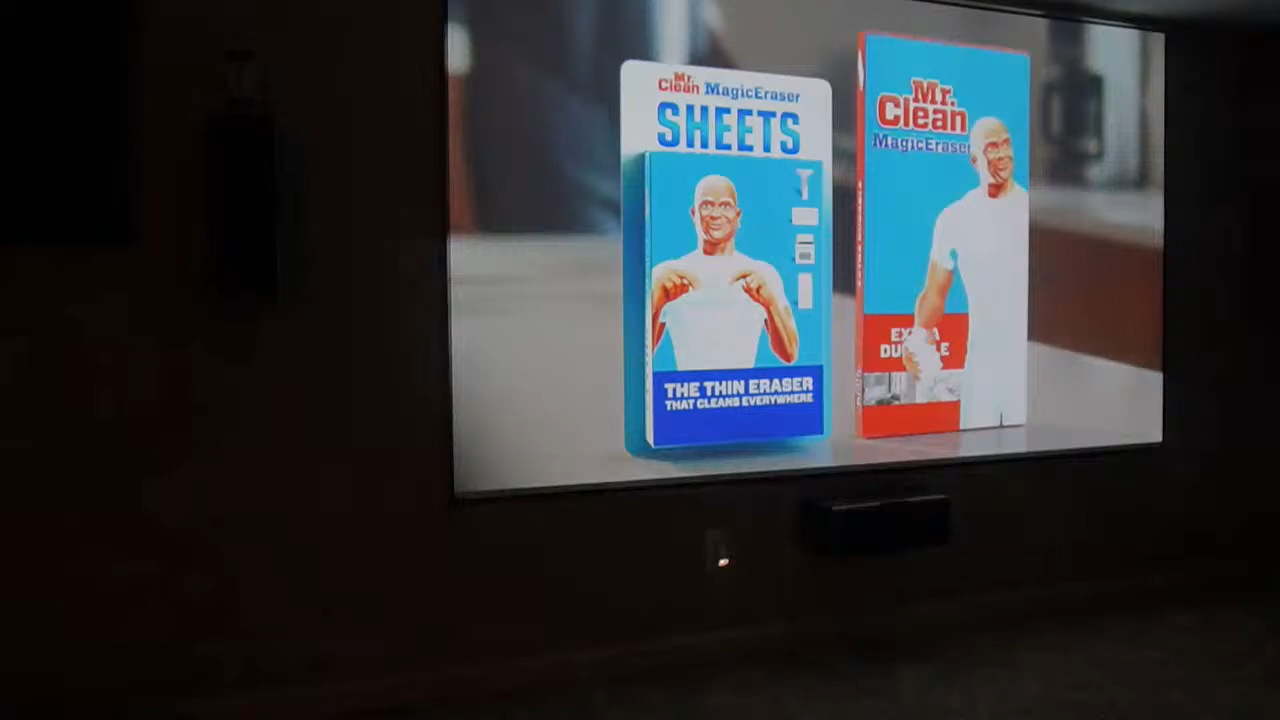 Mr.
Clean MagicEraser
SHEETS
THE THIN ERASER
THAT CLEANS EVERYWHERE
Mr.
Clean
MagicEraser